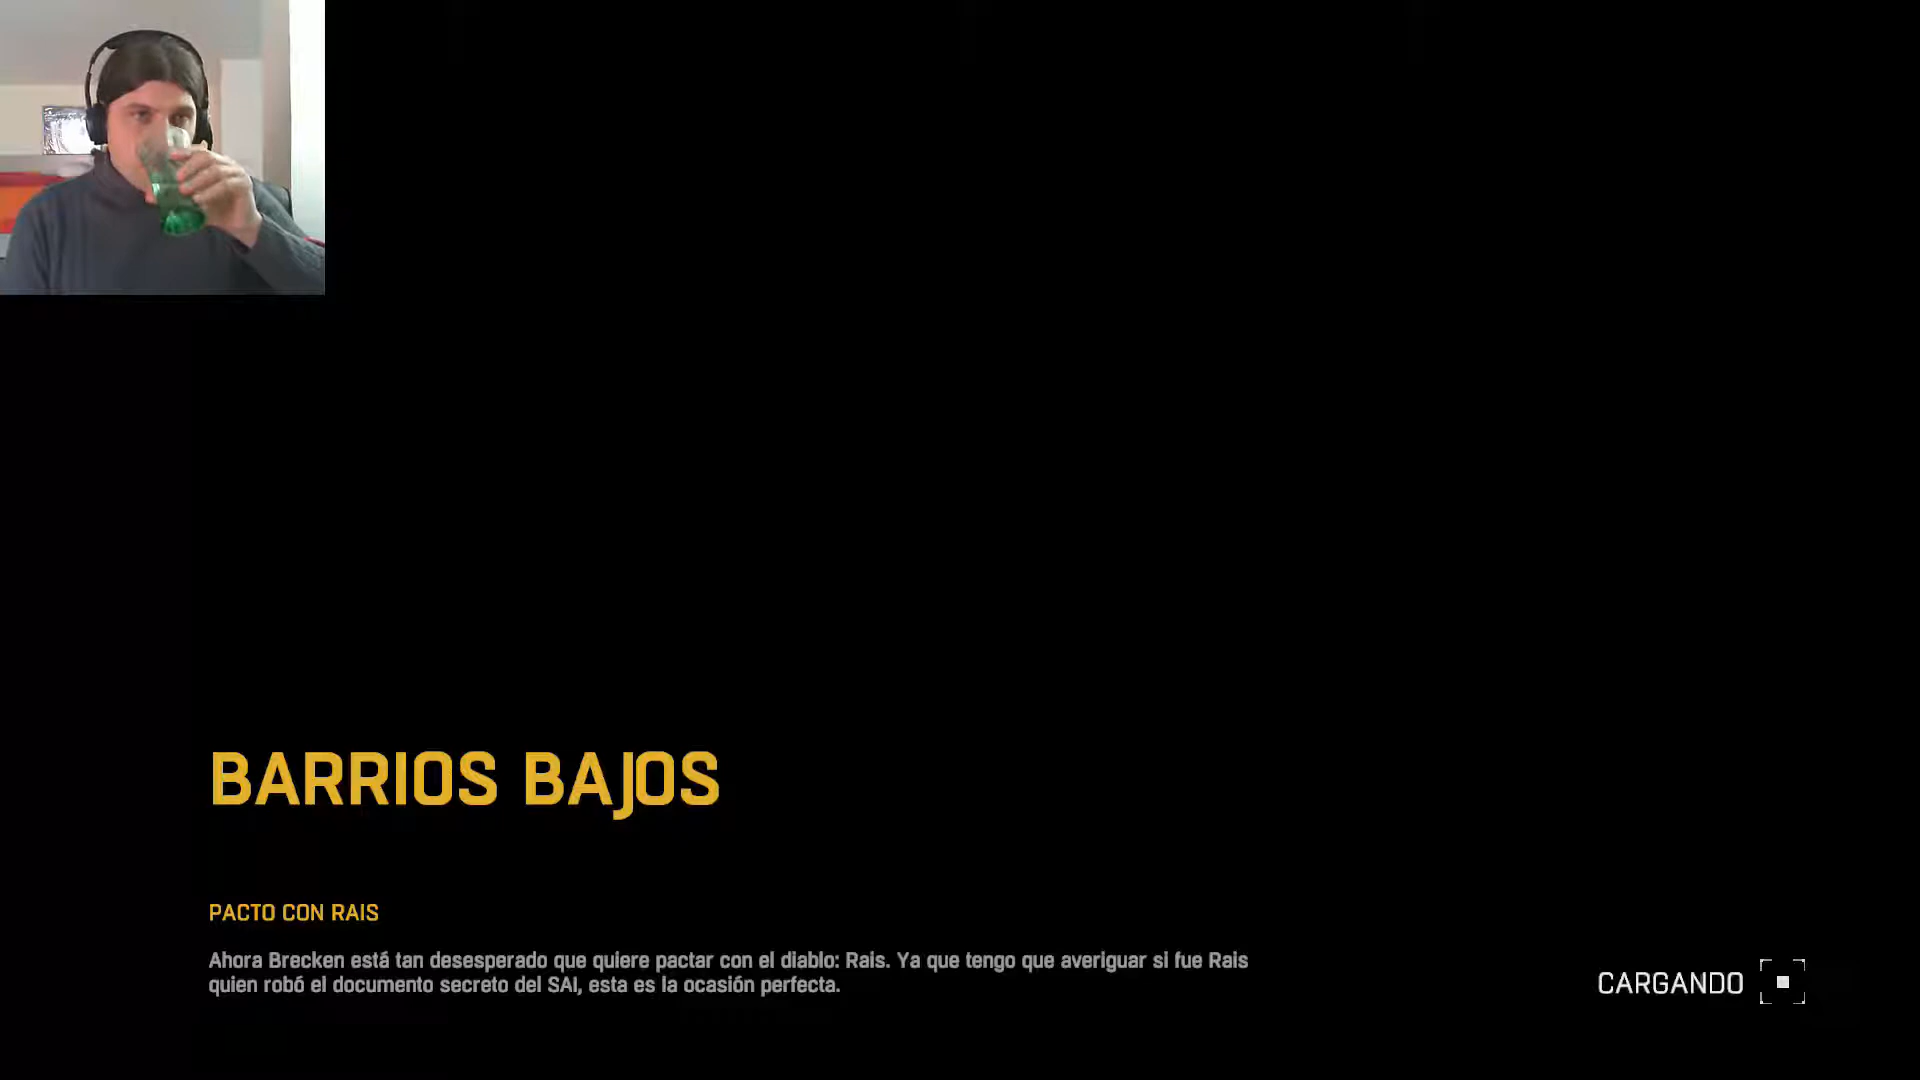 BARRIOS BAJOS
PACTO CON RAIS
Ahora Brecken está tan desesperado que quiere pactar con el diablo: Rais. Ya que tengo que averiguar si fue Rais
quien robó el documento secreto del SAI, esta es la ocasión perfecta.
CARGANDO